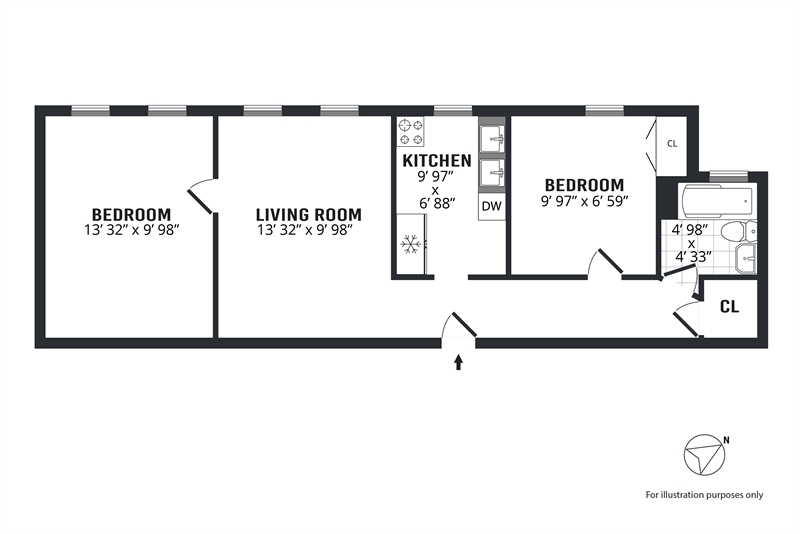 BEDROOM
13’ 32” x 9’ 98”
LIVING ROOM
13’ 32” x 9’ 98”
KITCHEN
9’ 97”
x
6’ 88”
DW
BEDROOM
9’ 97” x 6’ 59”
CL
4’ 98”
x
4’ 33”
CL
N
For illustration purposes only